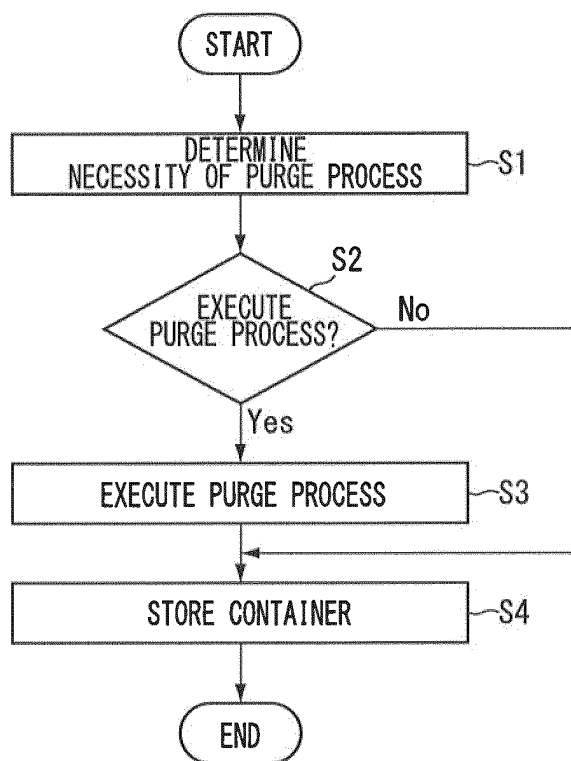 START
DETERMINE
NECESSITY OF PURGE PROCESS
S1
S2
EXECUTE
PURGE PROCESS?
No
Yes
EXECUTE PURGE PROCESS
S3
STORE CONTAINER
S4
END